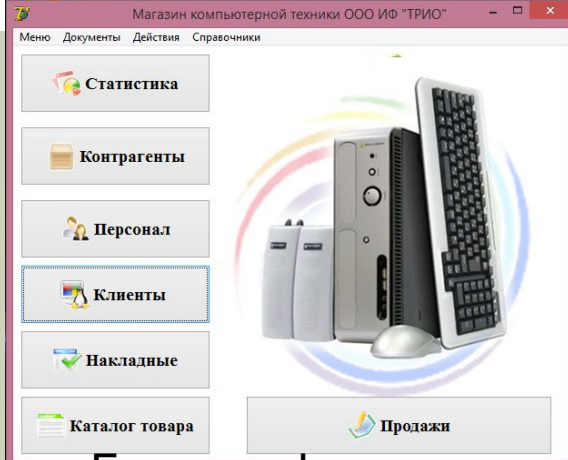 Магазин компьютерной техники ООО ИФ "ТРИО"
Меню Документы Действия Справочники
Статистика
Контрагенты
Персонал
Клиенты
Накладные
Каталог товара
Продажи